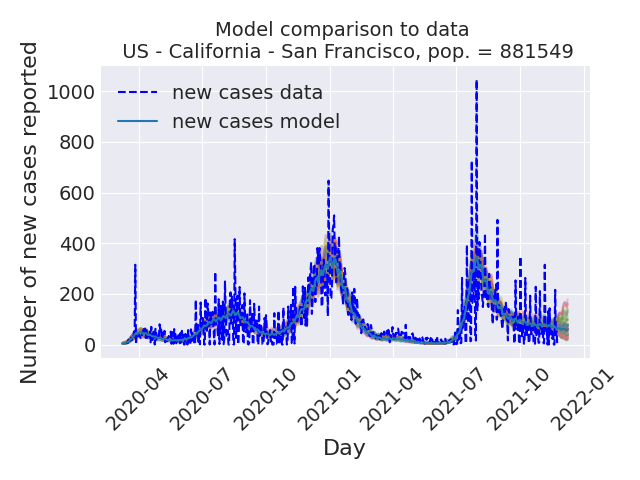 Model comparison to data
US - California - San Francisco, pop. = 881549
Number of new cases reported
new cases data
new cases model
1000
800
600
400
200
0
2020-04
2020-07
2020-10
2021-01
2021-04
2021-07
2021-10
2022-01
Day